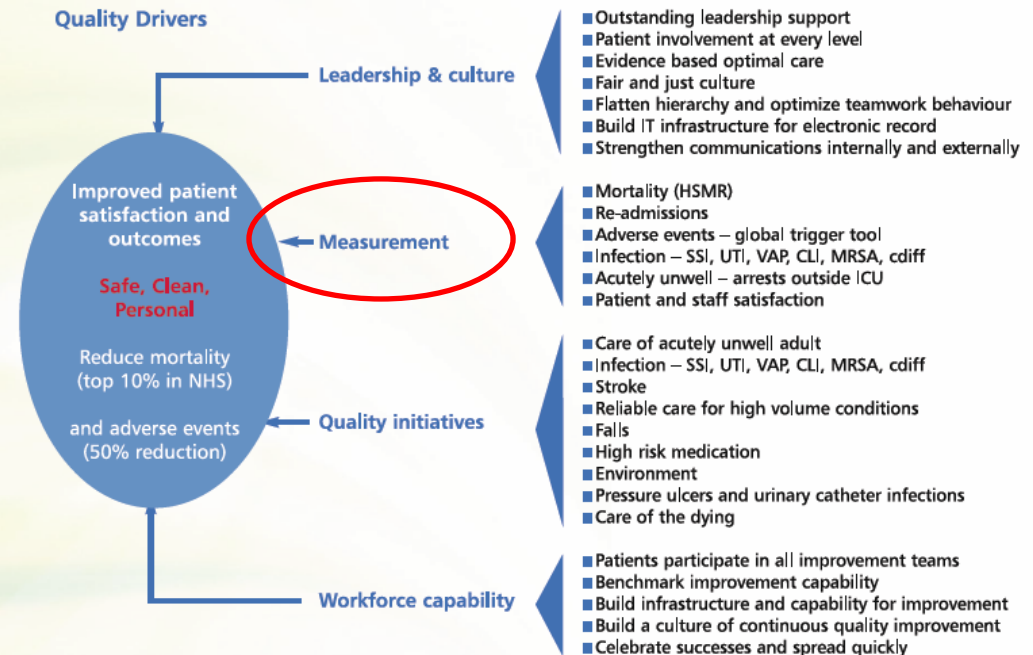 Quality Drivers
Leadership & culture
■ Outstanding leadership support
■ Patient involvement at every level
■ Evidence based optimal care
■ Fair and just culture
■ Flatten hierarchy and optimize teamwork behaviour
■ Build IT infrastructure for electronic record
■ Strengthen communications internally and externally
Improved patient
satisfaction and
outcomes
Safe, Clean,
Personal
Reduce mortality
(top 10% in NHS)
and adverse events
(50% reduction)
Measurement
■ Mortality (HSMR)
■ Re-admissions
■ Adverse events – global trigger tool
■ Infection – SSI, UTI, VAP, CLI, MRSA, cdiff
■ Acutely unwell – arrests outside ICU
■ Patient and staff satisfaction
Quality initiatives
■ Care of acutely unwell adult
■ Infection – SSI, UTI, VAP, CLI, MRSA, cdiff
■ Stroke
■ Reliable care for high volume conditions
■ Falls
■ High risk medication
■ Environment
■ Pressure ulcers and urinary catheter infections
■ Care of the dying
Workforce capability
■ Patients participate in all improvement teams
■ Benchmark improvement capability
■ Build infrastructure and capability for improvement
■ Build a culture of continuous quality improvement
■ Celebrate successes and spread quickly